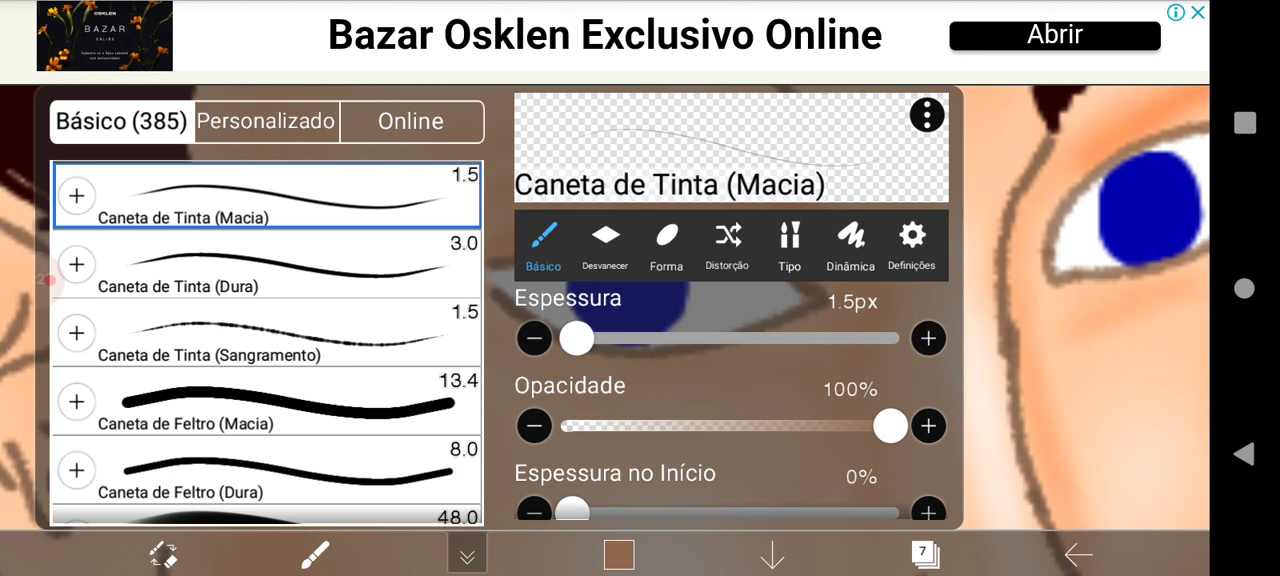 OSKLEN
BAZAR
ONLINE
Bazar Osklen Exclusivo Online
Abrir
Básico (385)
Personalizado
Online
1.5
Caneta de Tinta (Macia)
3.0
Caneta de Tinta (Dura)
1.5
Caneta de Tinta (Sangramento)
13.4
Caneta de Feltro (Macia)
8.0
Caneta de Feltro (Dura)
48.0
Caneta de Tinta (Macia)
Básico
Desvanecer
Forma
Distorção
Tipo
Dinâmica
Definições
Espessura
1.5px
Opacidade
100%
Espessura no Início
0%
7